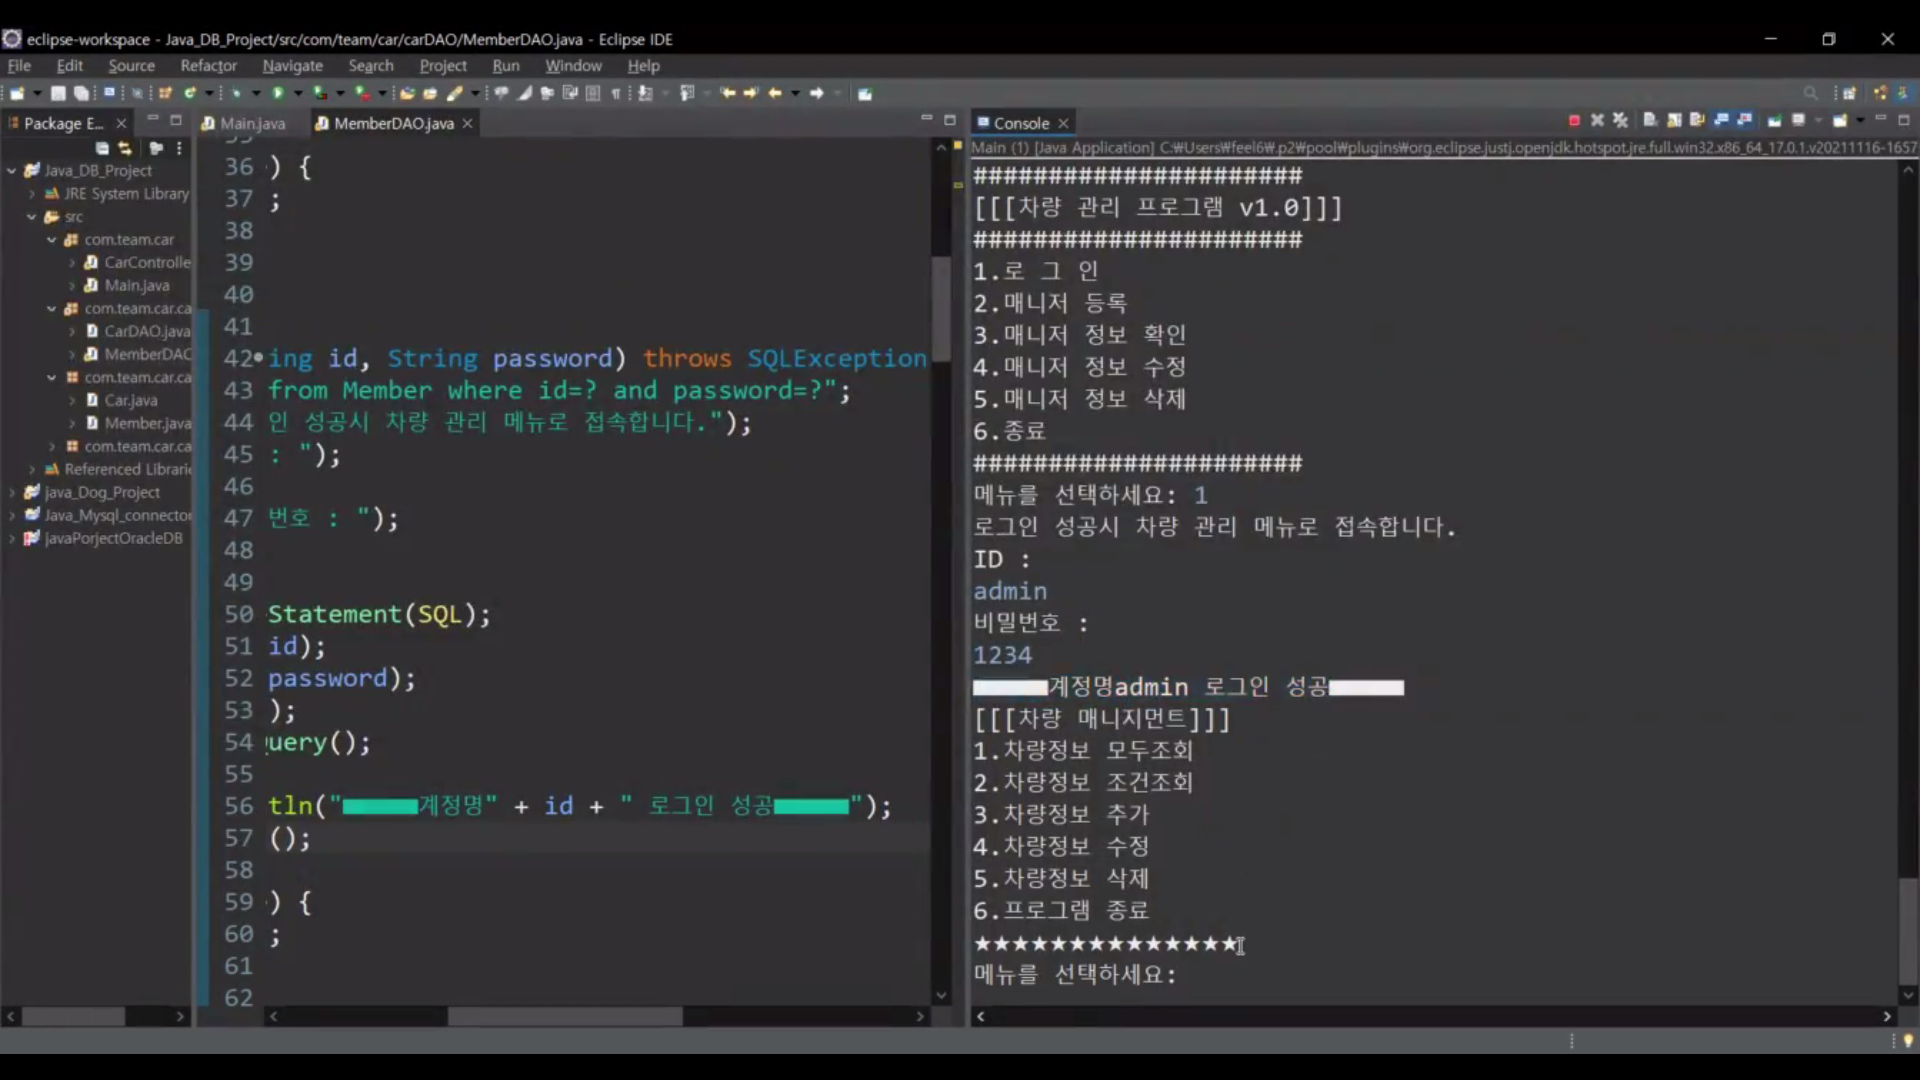 eclipse-workspace - Java_DB_Project/src/com/team/car/carDAO/MemberDAO.java - Eclipse IDE
File Edit Source Refactor Navigate Search Project Run Window Help
Package E...
Java_DB_Project
JRE System Library
src
com.team.car
CarControlle
Main.java
com.team.car.ca
CarDAO.java
MemberDAO
com.team.car.ca
Car.java
Member.java
com.team.car.ca
Referenced Librarie
java_Dog_Project
Java_Mysql_connector
javaPorjectOracleDB
Main.java MemberDAO.java
36 ) {
37 ;
38
39
40
41
42 ing id, String password) throws SQLException
43 from Member where id=? and password=?";
44 인 성공시 차량 관리 메뉴로 접속합니다.");
45 : ");
46
47 번호 : ");
48
49
50 Statement(SQL);
51 id);
52 password);
53 );
54 uery();
55
56 tln("▬▬▬▬계정명" + id + " 로그인 성공▬▬▬▬");
57 ();
58
59 ) {
60 ;
61
62
Console
Main (1) [Java Application] C:₩Users₩feel6₩.p2₩pool₩plugins₩org.eclipse.justj.openjdk.hotspot.jre.full.win32.x86_64_17.0.1.v20211116-1657
######################
[[[차량 관리 프로그램 v1.0]]]
######################
1.로 그 인
2.매니저 등록
3.매니저 정보 확인
4.매니저 정보 수정
5.매니저 정보 삭제
6.종료
######################
메뉴를 선택하세요: 1
로그인 성공시 차량 관리 메뉴로 접속합니다.
ID :
admin
비밀번호 :
1234
▬▬▬▬계정명admin 로그인 성공▬▬▬▬
[[[차량 매니지먼트]]]
1.차량정보 모두조회
2.차량정보 조건조회
3.차량정보 추가
4.차량정보 수정
5.차량정보 삭제
6.프로그램 종료
★★★★★★★★★★★★★★
메뉴를 선택하세요: